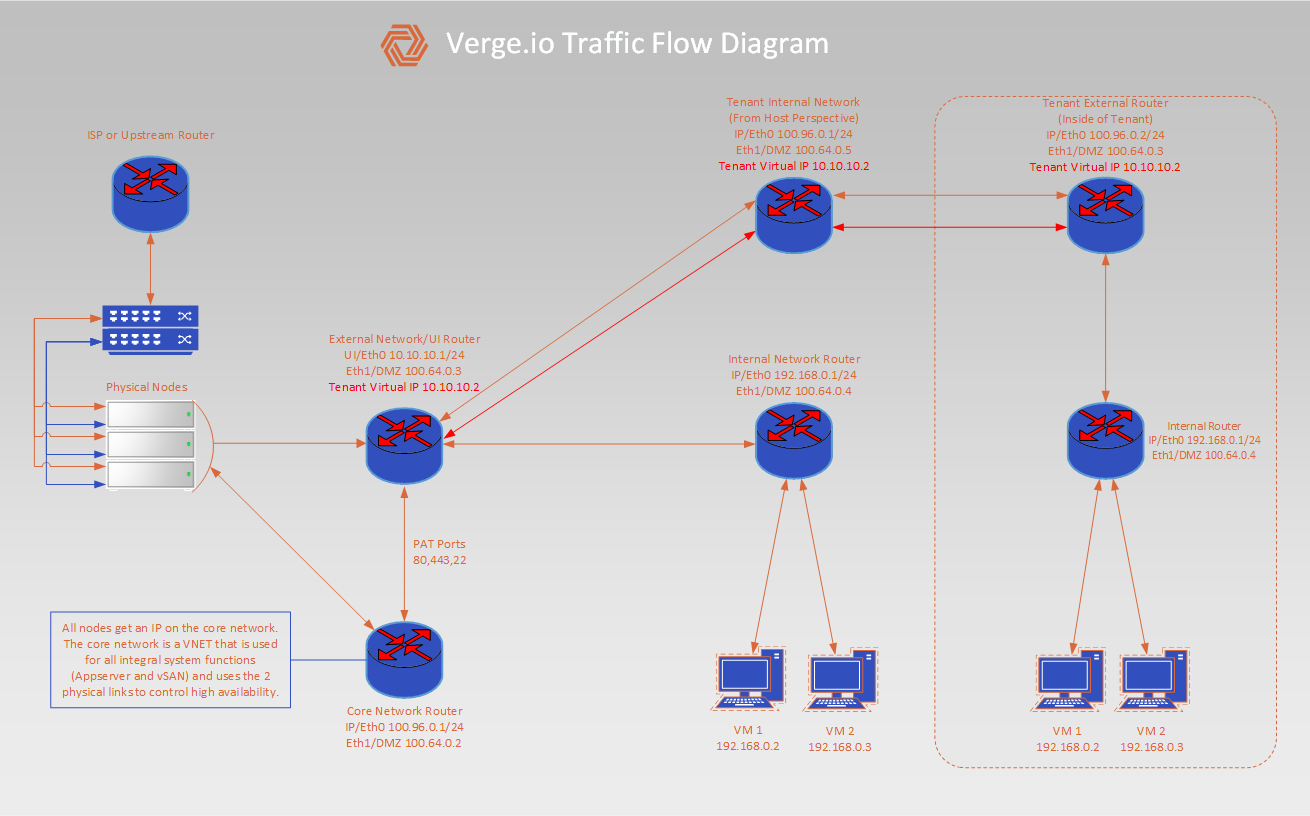 Verge.io Traffic Flow Diagram
ISP or Upstream Router
Tenant Internal Network
(From Host Perspective)
IP/Eth0 100.96.0.1/24
Eth1/DMZ 100.64.0.5
Tenant Virtual IP 10.10.10.2
Tenant External Router
(Inside of Tenant)
IP/Eth0 100.96.0.2/24
Eth1/DMZ 100.64.0.3
Tenant Virtual IP 10.10.10.2
External Network/UI Router
UI/Eth0 10.10.10.1/24
Eth1/DMZ 100.64.0.3
Tenant Virtual IP 10.10.10.2
Internal Network Router
IP/Eth0 192.168.0.1/24
Eth1/DMZ 100.64.0.4
Physical Nodes
Internal Router
IP/Eth0 192.168.0.1/24
Eth1/DMZ 100.64.0.4
PAT Ports
80,443,22
All nodes get an IP on the core network.
The core network is a VNET that is used
for all integral system functions
(Appserver and vSAN) and uses the 2
physical links to control high availability.
Core Network Router
IP/Eth0 100.96.0.1/24
Eth1/DMZ 100.64.0.2
VM 1
192.168.0.2
VM 2
192.168.0.3
VM 1
192.168.0.2
VM 2
192.168.0.3